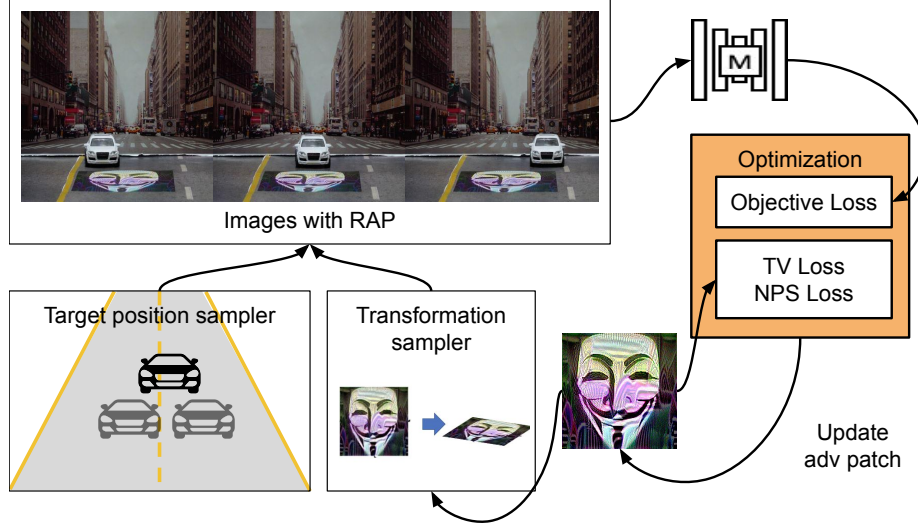 M
Optimization
Objective Loss
TV Loss
NPS Loss
Images with RAP
Target position sampler
Transformation
sampler
Update
adv patch